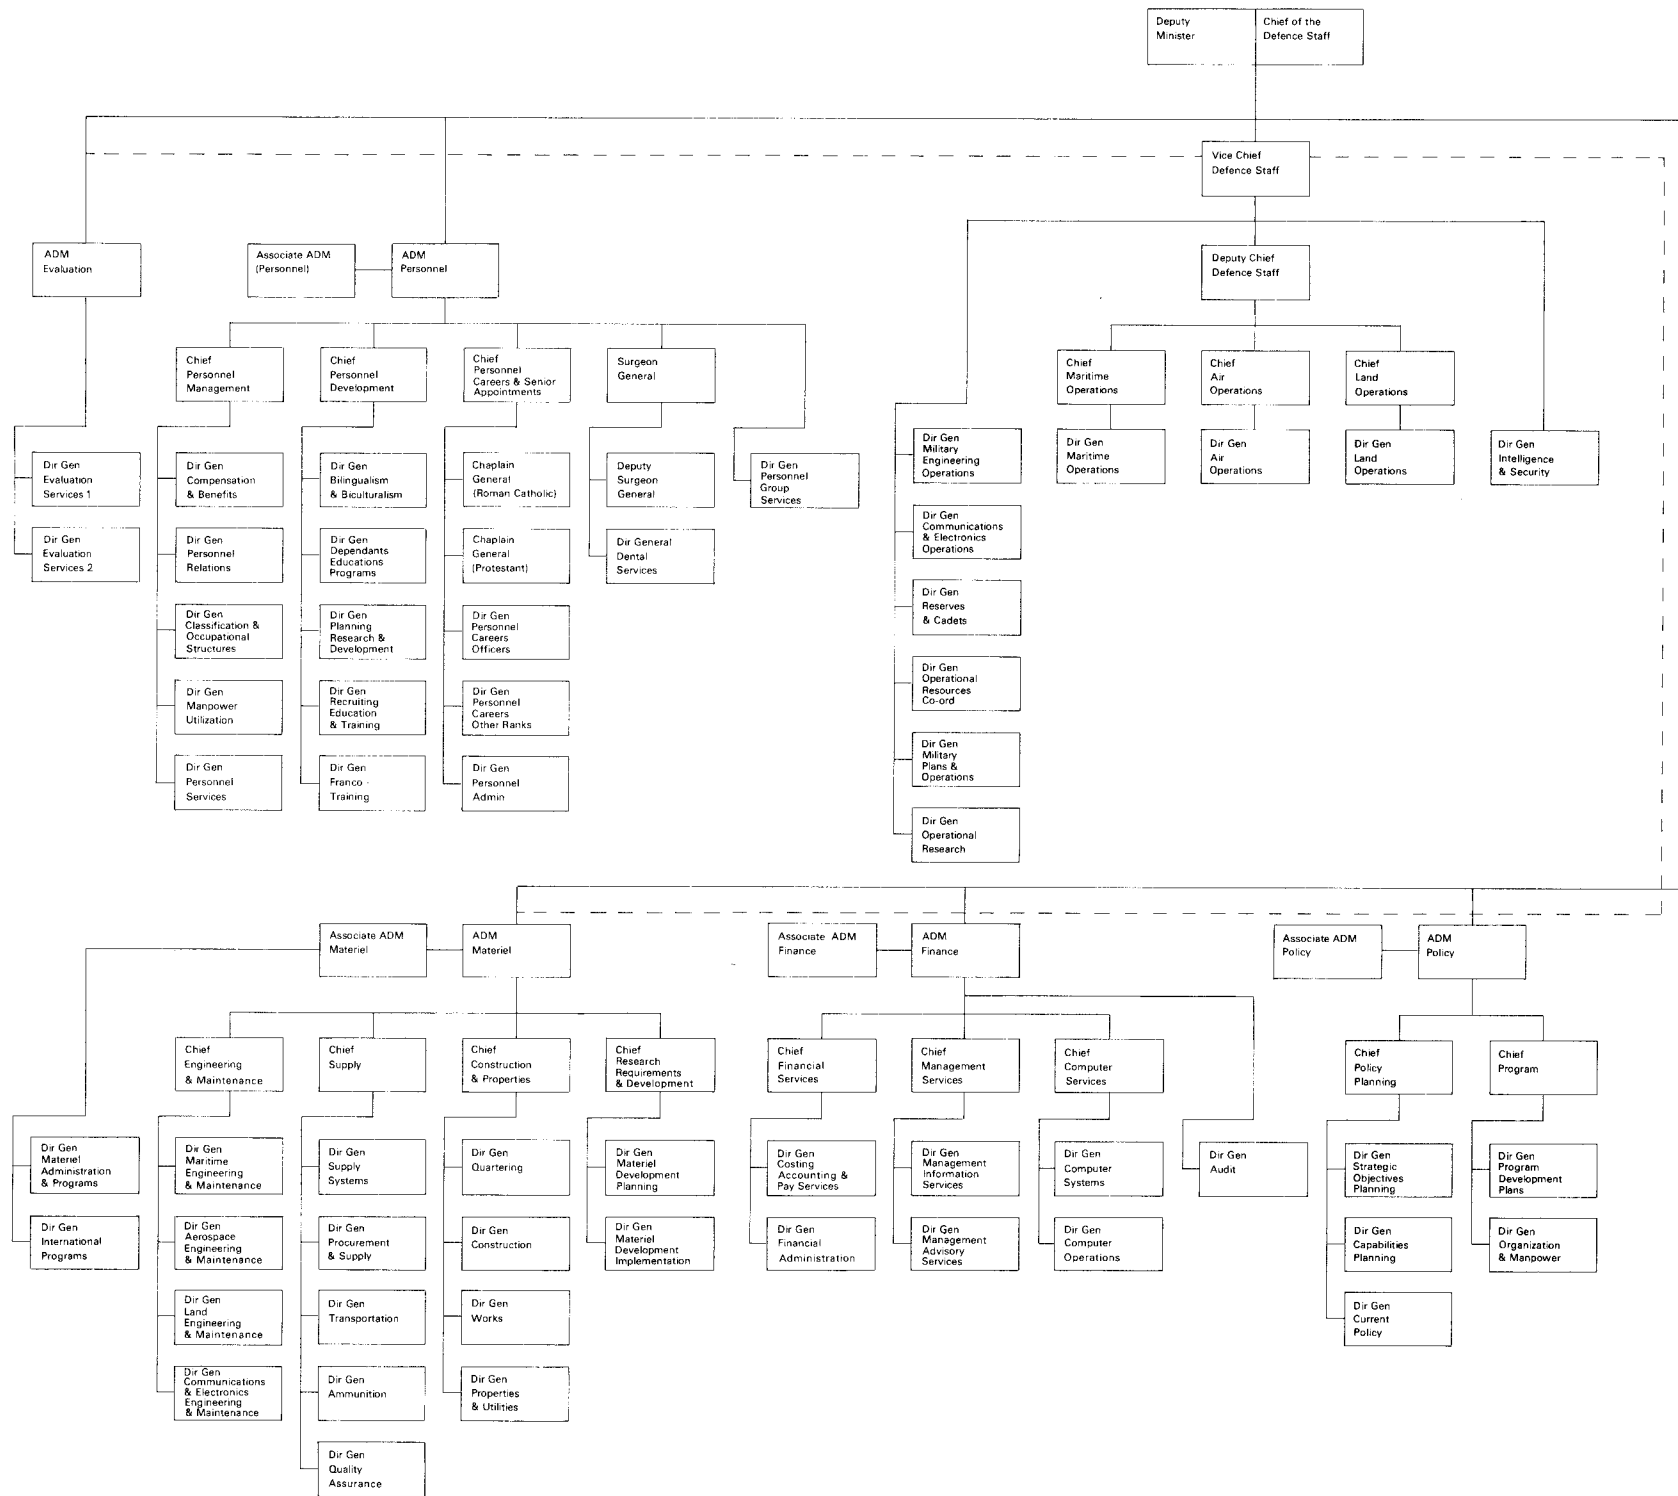 Deputy
Minister
Chief of the
Defence Staff
Vice Chief
Defence Staff
ADM
Evaluation
Associate ADM
(Personnel)
ADM
Personnel
Deputy Chief
Defence Staff
Chief
Personnel
Management
Chief
Personnel
Development
Chief
Personnel
Careers & Senior
Appointments
Surgeon
General
Chief
Maritime
Operations
Chief
Air
Operations
Chief
Land
Operations
Dir Gen
Evaluation
Services 1
Dir Gen
Compensation
& Benefits
Dir Gen
Bilingualism
& Biculturalism
Chaplain
General
(Roman Catholic)
Deputy
Surgeon
General
Dir Gen
Personnel
Group
Services
Dir Gen
Military
Engineering
Operations
Dir Gen
Maritime
Operations
Dir Gen
Air
Operations
Dir Gen
Land
Operations
Dir Gen
Intelligence
& Security
Dir Gen
Evaluation
Services 2
Dir Gen
Personnel
Relations
Dir Gen
Dependants
Educations
Programs
Chaplain
General
(Protestant)
Dir General
Dental
Services
Dir Gen
Communications
& Electronics
Operations
Dir Gen
Classification &
Occupational
Structures
Dir Gen
Planning
Research &
Development
Dir Gen
Personnel
Careers
Officers
Dir Gen
Reserves
& Cadets
Dir Gen
Manpower
Utilization
Dir Gen
Recruiting
Education
& Training
Dir Gen
Personnel
Careers
Other Ranks
Dir Gen
Operational
Resources
Co-ord
Dir Gen
Personnel
Services
Dir Gen
Franco -
Training
Dir Gen
Personnel
Admin
Dir Gen
Military
Plans &
Operations
Dir Gen
Operational
Research
Associate ADM
Materiel
ADM
Materiel
Associate ADM
Finance
ADM
Finance
Associate ADM
Policy
ADM
Policy
Chief
Engineering
& Maintenance
Chief
Supply
Chief
Construction
& Properties
Chief
Research
Requirements
& Development
Chief
Financial
Services
Chief
Management
Services
Chief
Computer
Services
Chief
Policy
Planning
Chief
Program
Dir Gen
Materiel
Administration
& Programs
Dir Gen
Maritime
Engineering
& Maintenance
Dir Gen
Supply
Systems
Dir Gen
Quartering
Dir Gen
Materiel
Development
Planning
Dir Gen
Costing
Accounting &
Pay Services
Dir Gen
Management
Information
Services
Dir Gen
Computer
Systems
Dir Gen
Audit
Dir Gen
Strategic
Objectives
Planning
Dir Gen
Program
Development
Plans
Dir Gen
International
Programs
Dir Gen
Aerospace
Engineering
& Maintenance
Dir Gen
Procurement
& Supply
Dir Gen
Construction
Dir Gen
Materiel
Development
Implementation
Dir Gen
Financial
Administration
Dir Gen
Management
Advisory
Services
Dir Gen
Computer
Operations
Dir Gen
Capabilities
Planning
Dir Gen
Organization
& Manpower
Dir Gen
Land
Engineering
& Maintenance
Dir Gen
Transportation
Dir Gen
Works
Dir Gen
Current
Policy
Dir Gen
Communications
& Electronics
Engineering
& Maintenance
Dir Gen
Ammunition
Dir Gen
Properties
& Utilities
Dir Gen
Quality
Assurance